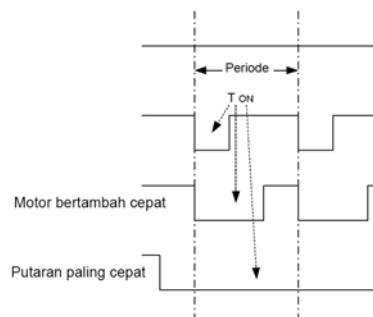 Periode
T ON
Motor bertambah cepat
Putaran paling cepat